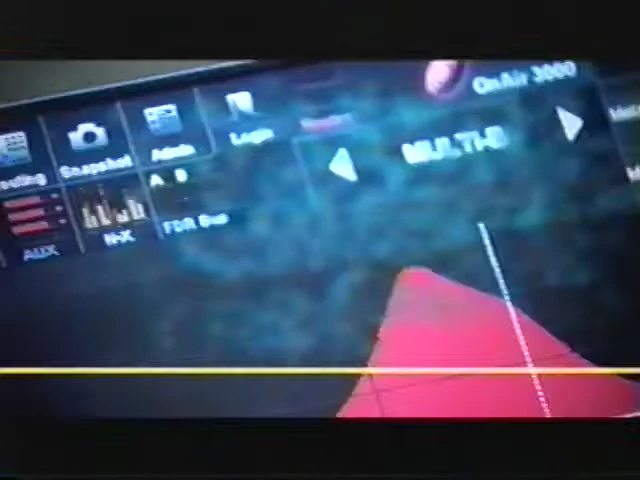 OnAir 3000
Snapshot Admin Login
MULTI-B
A B
AUX N-X FDR Bus